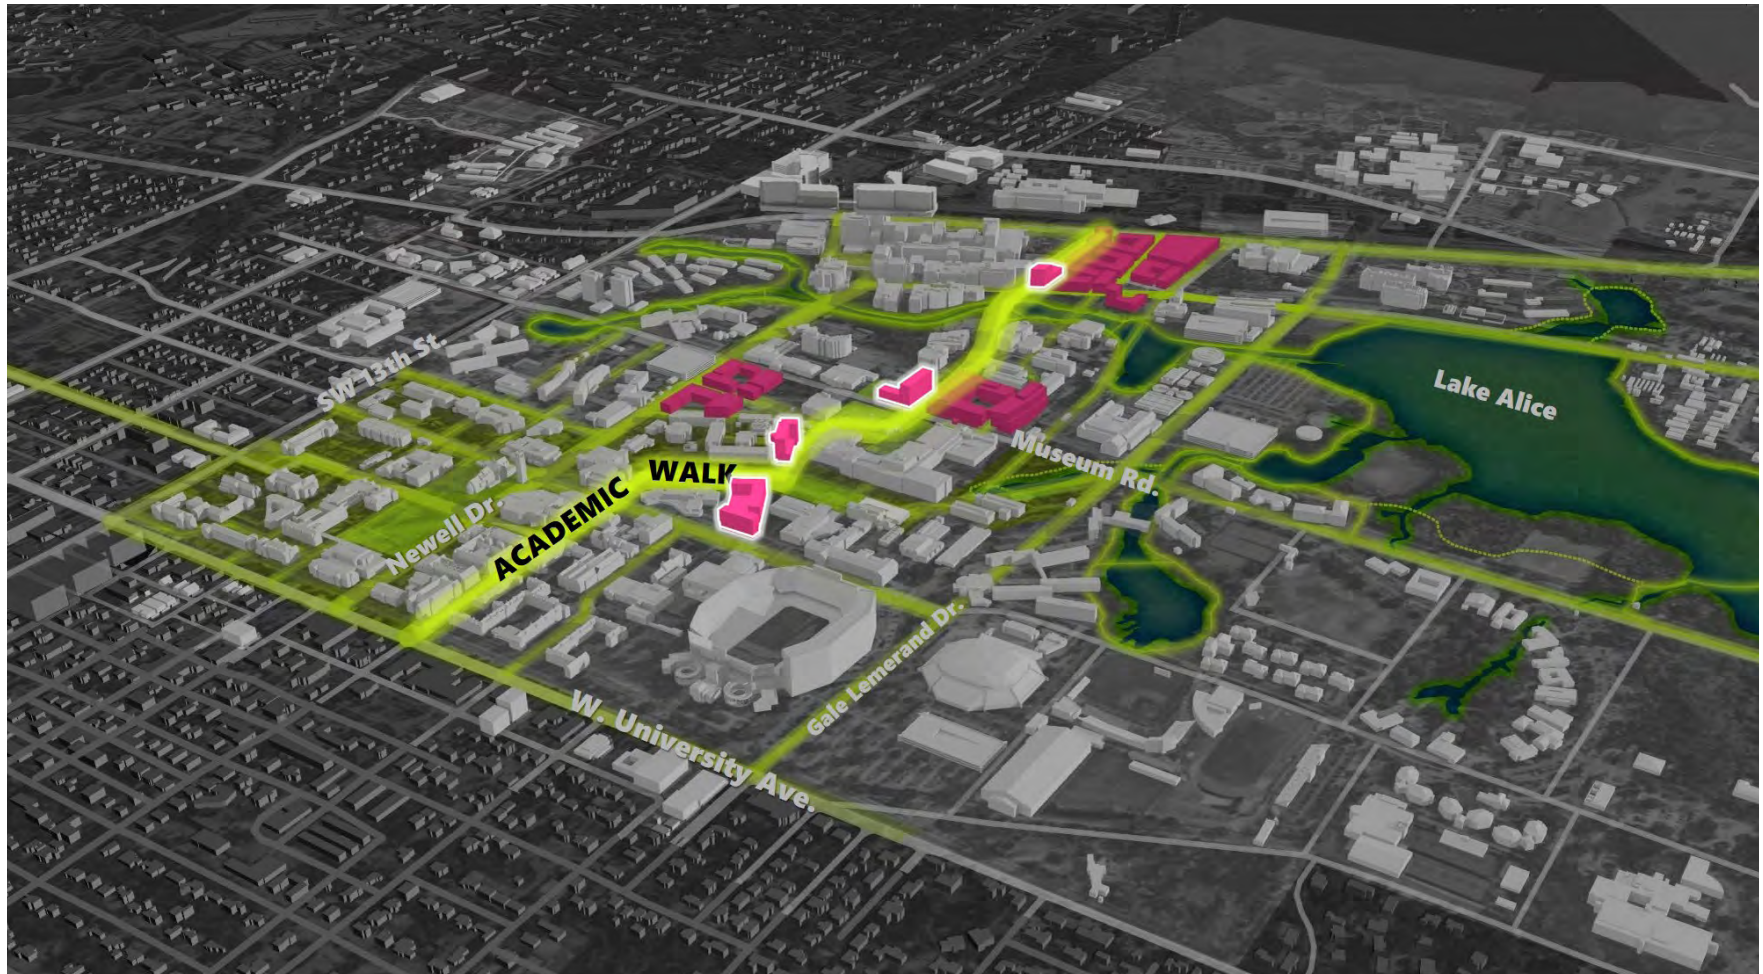 SW 13th St.
Lake Alice
Museum Rd.
ACADEMIC WALK
Newell Dr.
Gale Lemerand Dr.
W. University Ave.